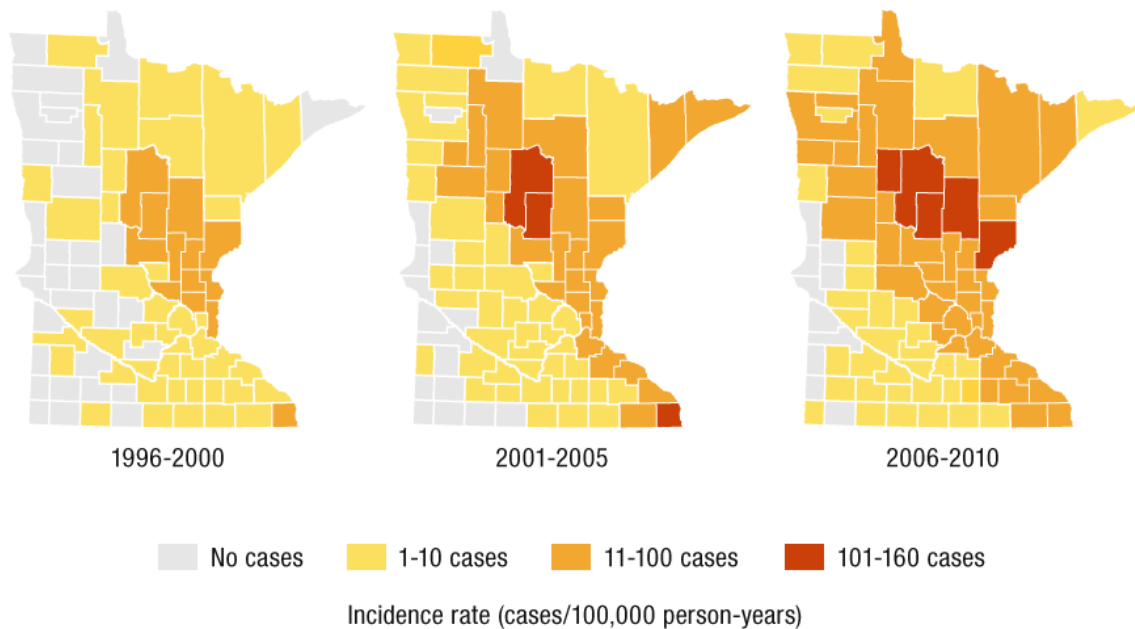 1996-2000
2001-2005
2006-2010
No cases
1-10 cases
11-100 cases
101-160 cases
Incidence rate (cases/100,000 person-years)